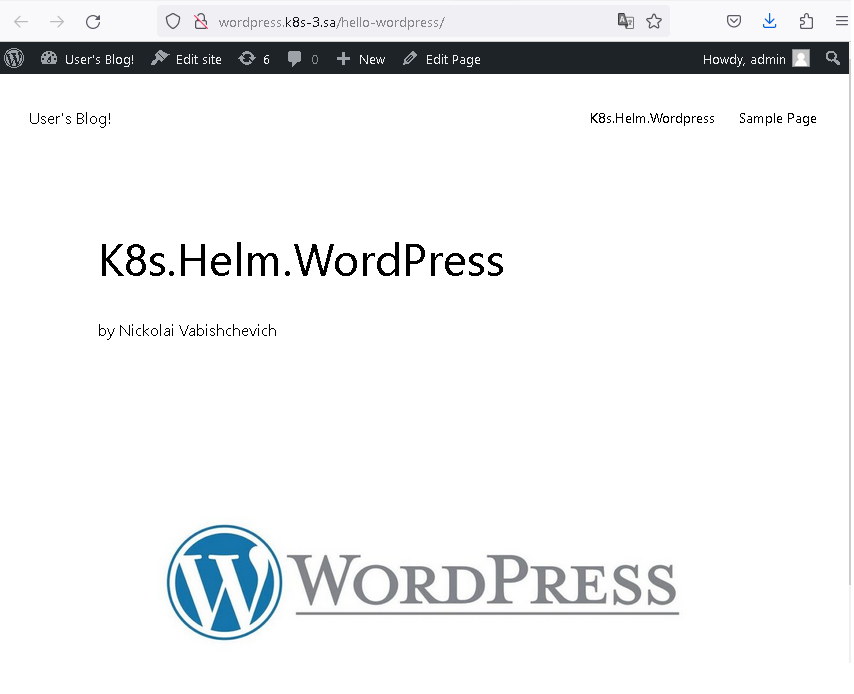 wordpress.k8s-3.sa/hello-wordpress/
User's Blog! Edit site 6 0 New Edit Page Howdy, admin
User's Blog! K8s.Helm.Wordpress Sample Page
K8s.Helm.WordPress
by Nickolai Vabishchevich
W WORDPRESS